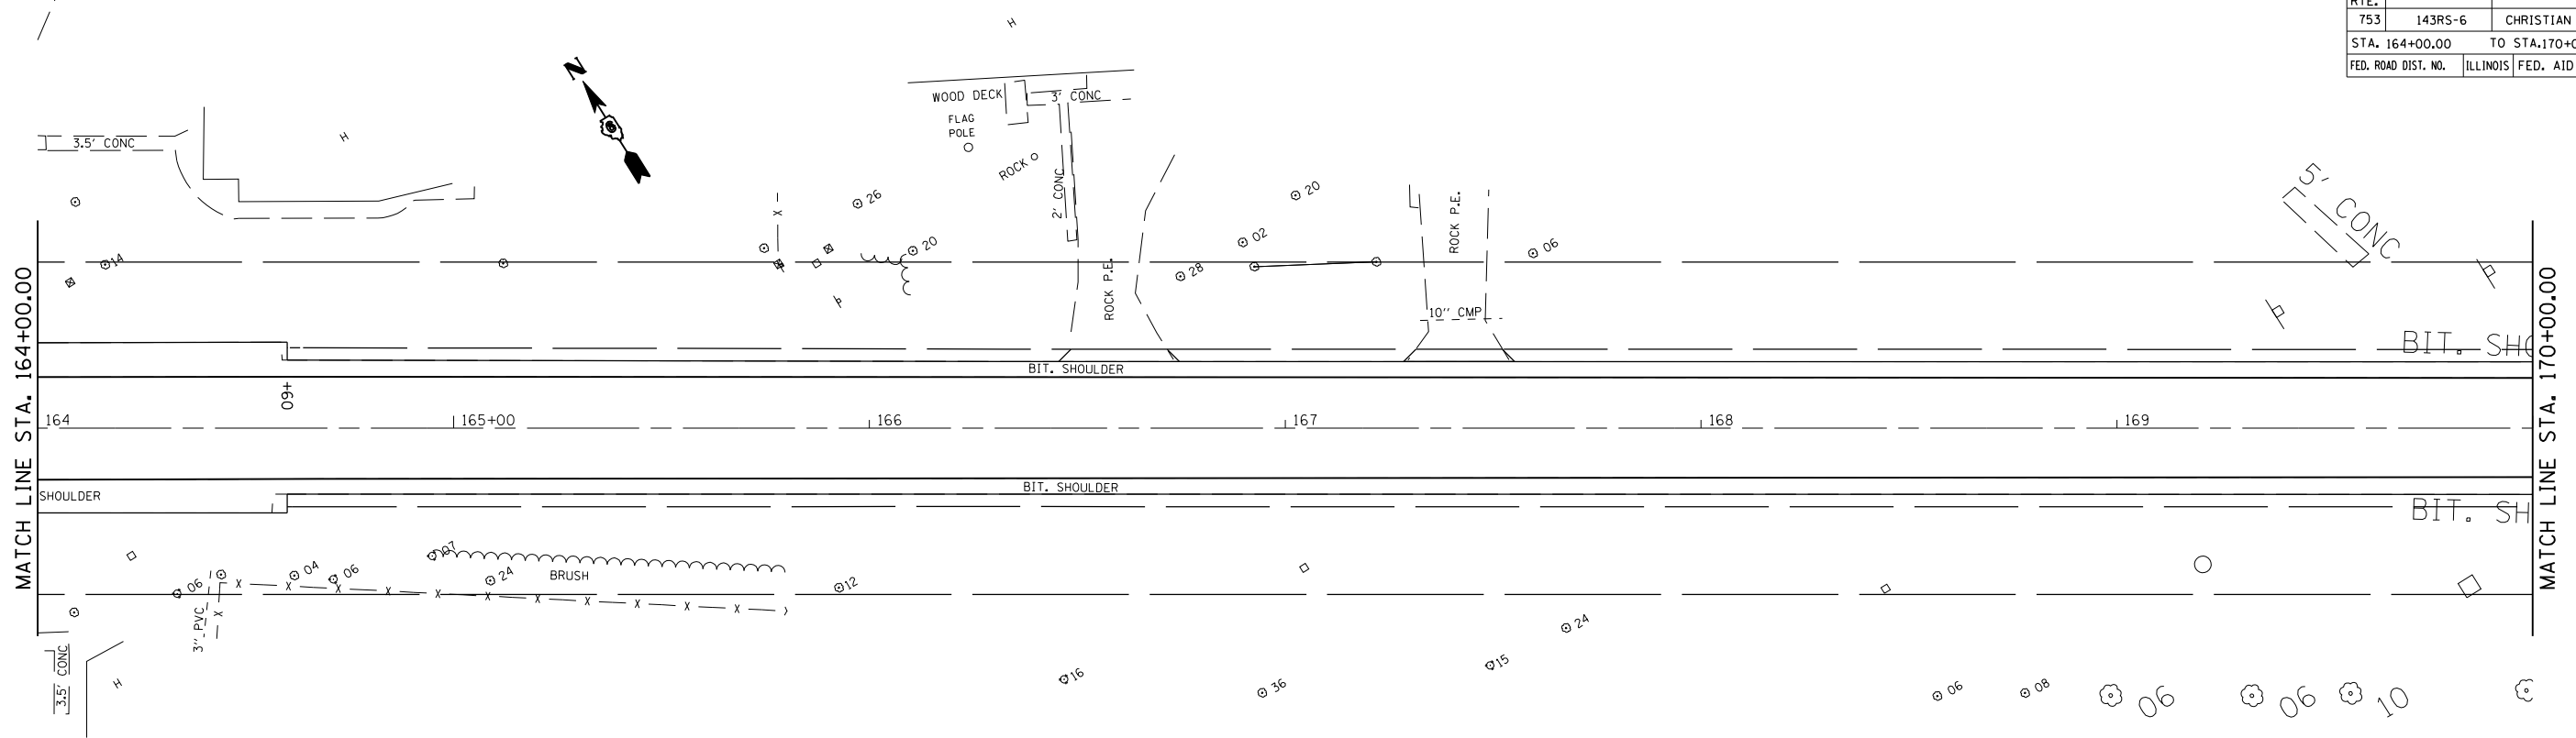 RTE.
753 143RS-6 CHRISTIAN
STA. 164+00.00 TO STA.170+0
FED. ROAD DIST. NO. ILLINOIS FED. AID
H
N
6
WOOD DECK
3' CONC
FLAG
POLE
H
3.5' CONC
ROCK
2' CONC
5' CONC
20
26
ROCK P.E.
14
20
02
06
28
ROCK P.E.
10'' CMP
MATCH LINE STA. 164+00.00
MATCH LINE STA. 170+00.00
BIT. SHO
BIT. SHOULDER
+60
164
165+00
166
167
168
169
SHOULDER
BIT. SHOULDER
BIT. SH
07
06
04
06
24
BRUSH
12
3'' PVC
24
3.5' CONC
H
16
36
15
06
08
06
06
10